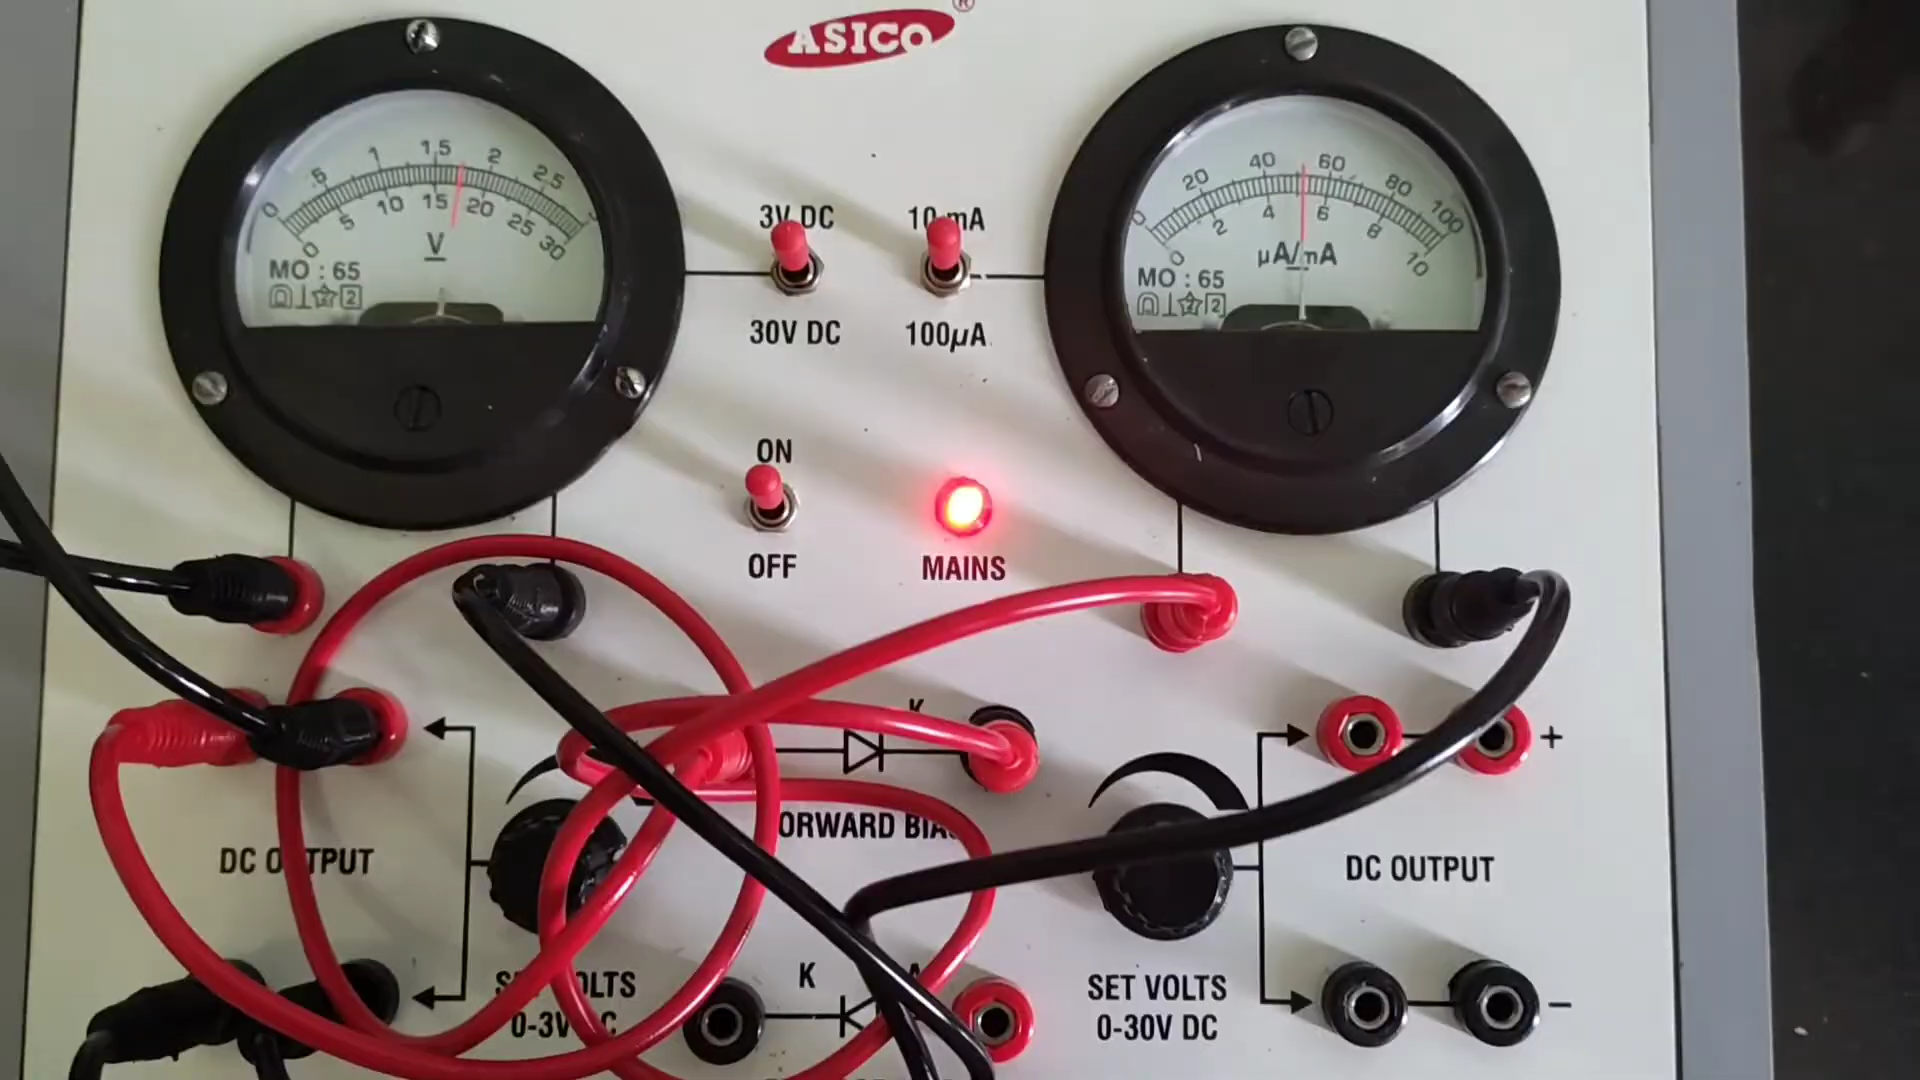 ASICO ®
0 .5 1 1.5 2 2.5
0 5 10 15 20 25 30
V
MO : 65
2
3V DC
30V DC
10 mA
100µA
0 20 40 60 80 100
0 2 4 6 8 10
µA/mA
MO : 65
2
ON
OFF
MAINS
K
+
DC OUTPUT
DC OUTPUT
K
SET VOLTS
0-30V DC
−